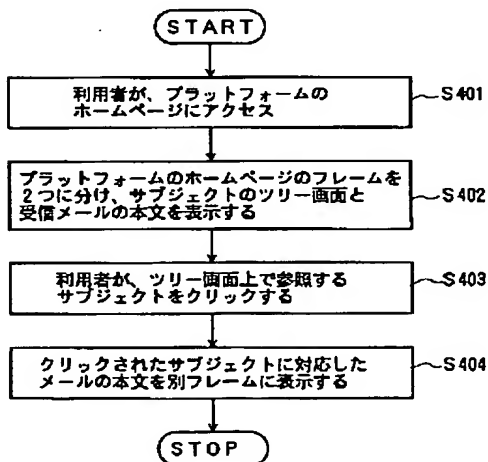 START
利用者が、プラットフォームの
ホームページにアクセス
S401
プラットフォームのホームページのフレームを
2つに分け、サブジェクトのツリー画面と
受信メールの本文を表示する
S402
利用者が、ツリー画面上で参照する
サブジェクトをクリックする
S403
クリックされたサブジェクトに対応した
メールの本文を別フレームに表示する
S404
STOP